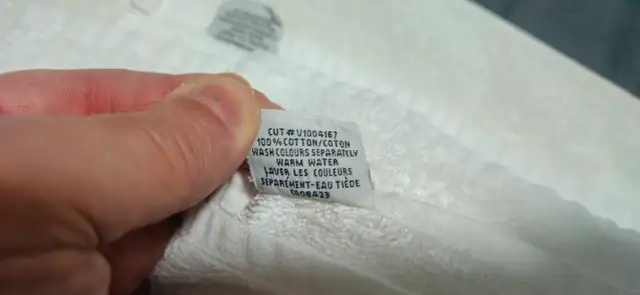 CUT # U1004167
100% COTTON/COTON
WASH COLOURS SEPARATELY
WARM WATER
LAVER LES COULEURS
SÉPARÉMENT-EAU TIÈDE